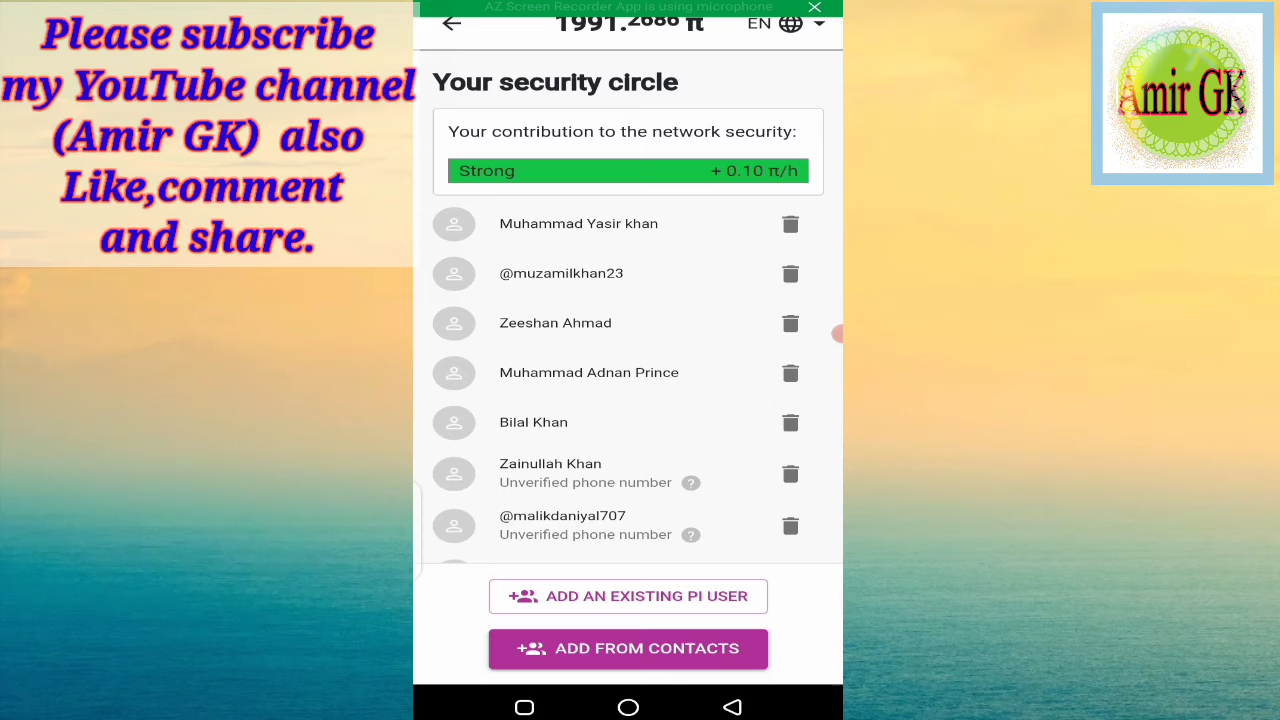 Please subscribe
my YouTube channel
(Amir GK) also
Like,comment
and share.
AZ Screen Recorder App is using microphone
1991.2686 π
EN
Your security circle
Your contribution to the network security:
Strong + 0.10 π/h
Muhammad Yasir khan
@muzamilkhan23
Zeeshan Ahmad
Muhammad Adnan Prince
Bilal Khan
Zainullah Khan
Unverified phone number ?
@malikdaniyal707
Unverified phone number ?
ADD AN EXISTING PI USER
ADD FROM CONTACTS
Amir GK